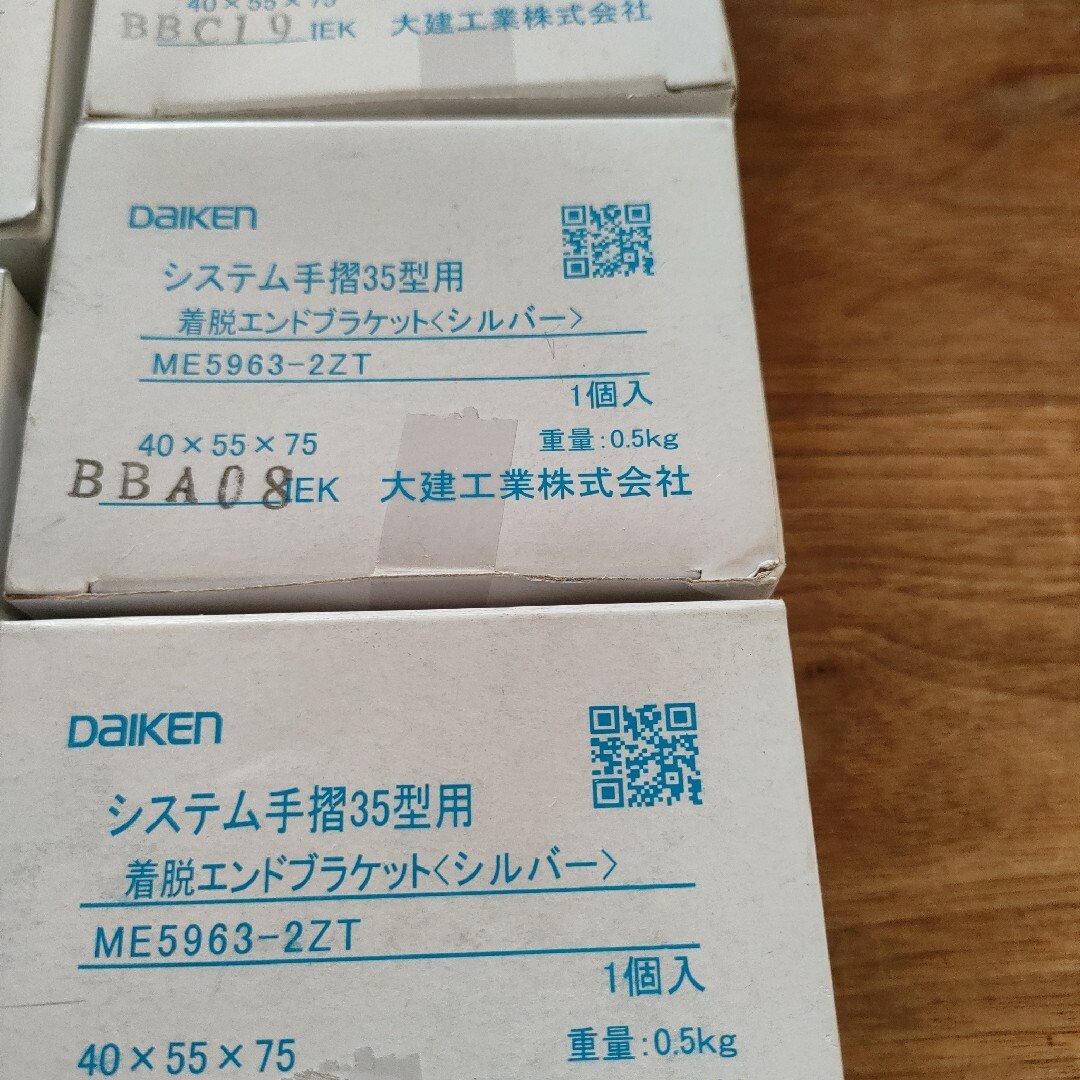 40×55×75
BBC19 IEK 大建工業株式会社
DAIKEN
システム手摺35型用
着脱エンドブラケット<シルバー>
ME5963-2ZT
1個入
40×55×75 重量:0.5kg
BBA08 IEK 大建工業株式会社
DAIKEN
システム手摺35型用
着脱エンドブラケット<シルバー>
ME5963-2ZT
1個入
40×55×75 重量:0.5kg